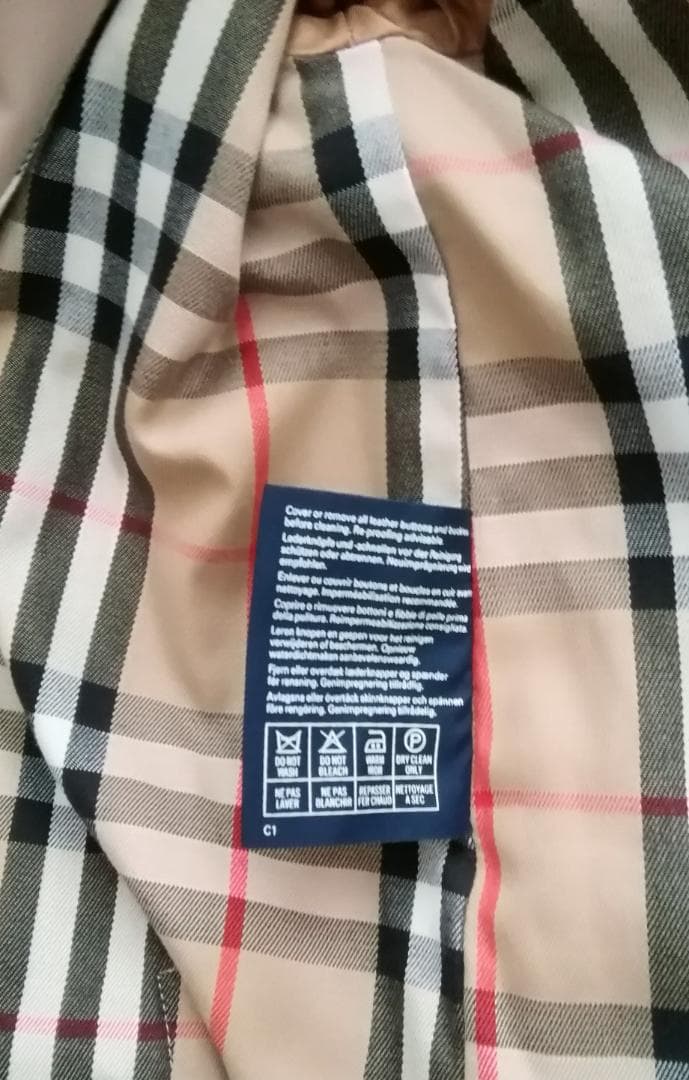 Cover or remove all leather buttons and buckles
before cleaning. Re-proofing advisable.
Lederknöpfe und -schnallen vor der Reinigung
schützen oder abtrennen. Neuimprägnierung wird
empfohlen.
Enlever ou couvrir boutons et boucles en cuir avant
nettoyage. Imperméabilisation recommandée.
Coprire o rimuovere bottoni e fibbie di pelle prima
della pulitura. Reimpermeabilizzazione consigliata.
Leren knopen en gespen voor het reinigen
verwijderen of beschermen. Opnieuw
waterdichtmaken
Fjern eller overdæk læderknapper og spænder
før rensning. Genimprægnering tilrådelig.
Avlägsna eller övertäck skinnknappar och spännen
före rengöring. Genimpregnering tillrådelig.
DO NOT WASH
DO NOT BLEACH
WARM IRON
P
DRY CLEAN ONLY
NE PAS LAVER
NE PAS BLANCHIR
REPASSER FER CHAUD
NETTOYAGE A SEC
C1